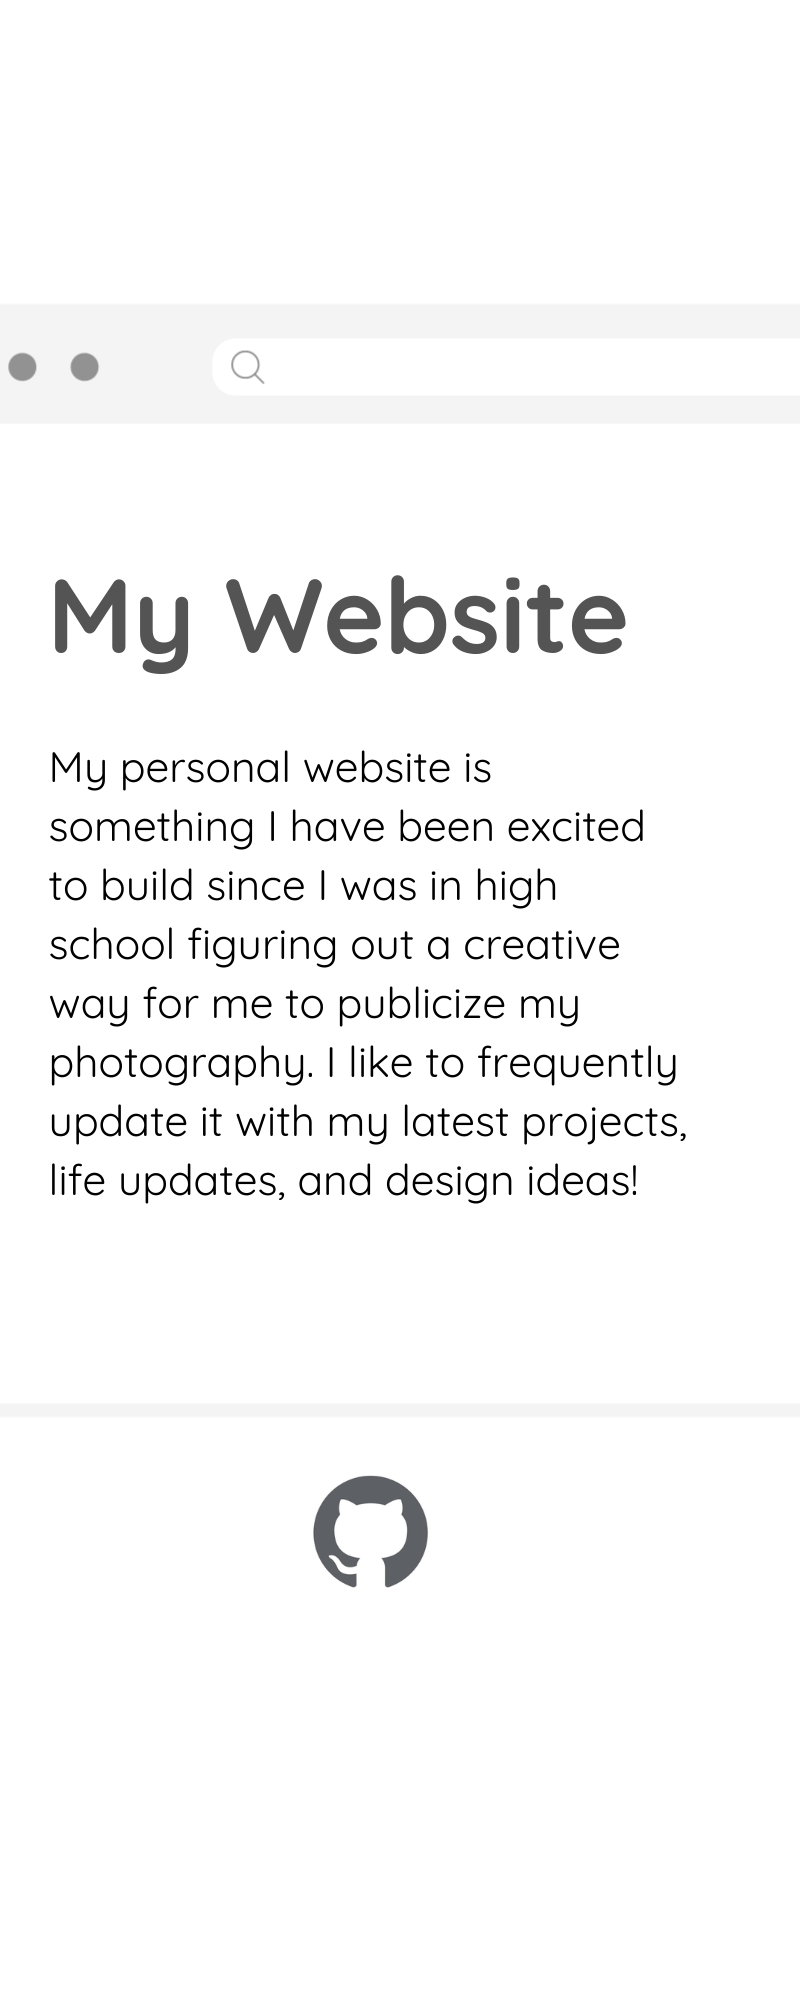 My Website
My personal website is
something I have been excited
to build since I was in high
school figuring out a creative
way for me to publicize my
photography. I like to frequently
update it with my latest projects,
life updates, and design ideas!